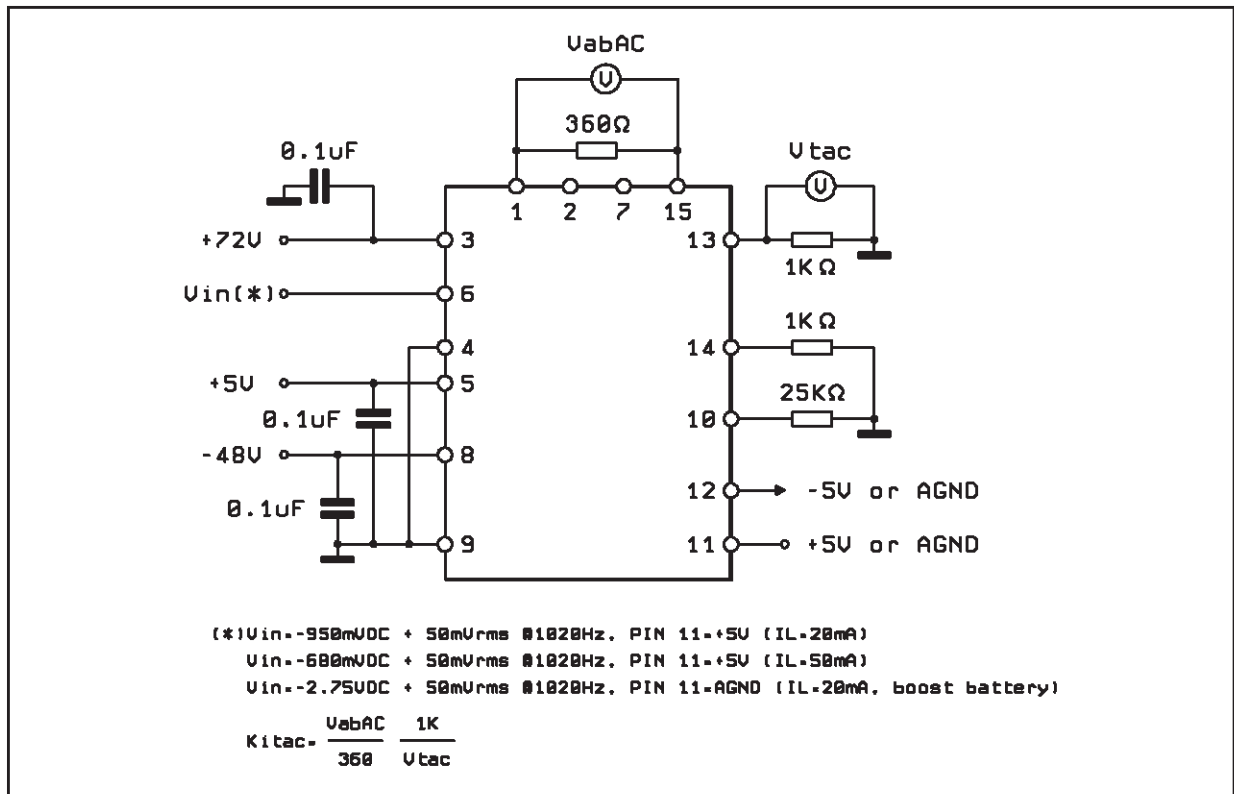 VabAC
V
360Ω
0.1uF
Vtac
V
1 2 7 15
+72V 3
13
1KΩ
Vin(*) 6
4
14
1KΩ
+5V 5
25KΩ
0.1uF
10
-48V 8
12 -5V or AGND
0.1uF
9
11 +5V or AGND
(*)Vin=-950mVDC + 50mVrms @1020Hz, PIN 11=+5V (IL=20mA)
Vin=-680mVDC + 50mVrms @1020Hz, PIN 11=+5V (IL=50mA)
Vin=-2.75VDC + 50mVrms @1020Hz, PIN 11=AGND (IL=20mA, boost battery)
VabAC 1K
Kitac=
360 Vtac